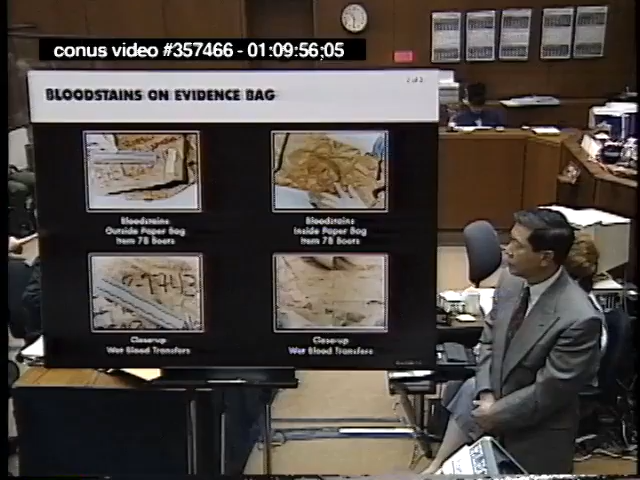 conus video #357466 - 01:09:56;05
BLOODSTAINS ON EVIDENCE BAG
Bloodstains
Outside Paper Bag
Item 78 Boots
Bloodstains
Inside Paper Bag
Item 78 Boots
Close-up
Wet Blood Transfers
Close-up
Wet Blood Transfers